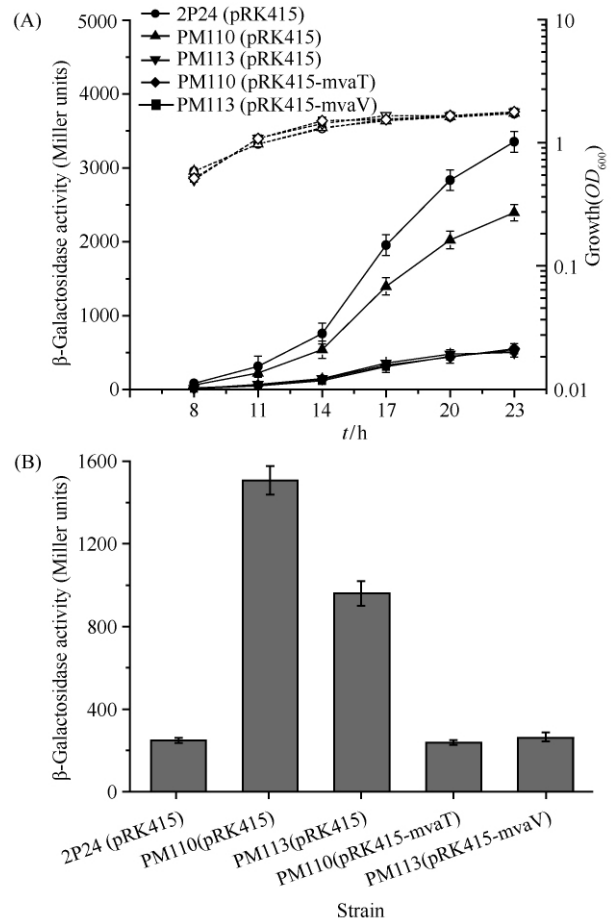 (A)
2P24 (pRK415)
PM110 (pRK415)
PM113 (pRK415)
PM110 (pRK415-mvaT)
PM113 (pRK415-mvaV)
β-Galactosidase activity (Miller units)
5000
4000
3000
2000
1000
0
10
1
0.1
0.01
Growth(OD600)
8 11 14 17 20 23
t/h
(B)
β-Galactosidase activity (Miller units)
1600
1200
800
400
0
2P24 (pRK415)
PM110(pRK415)
PM113(pRK415)
PM110(pRK415-mvaT)
PM113(pRK415-mvaV)
Strain